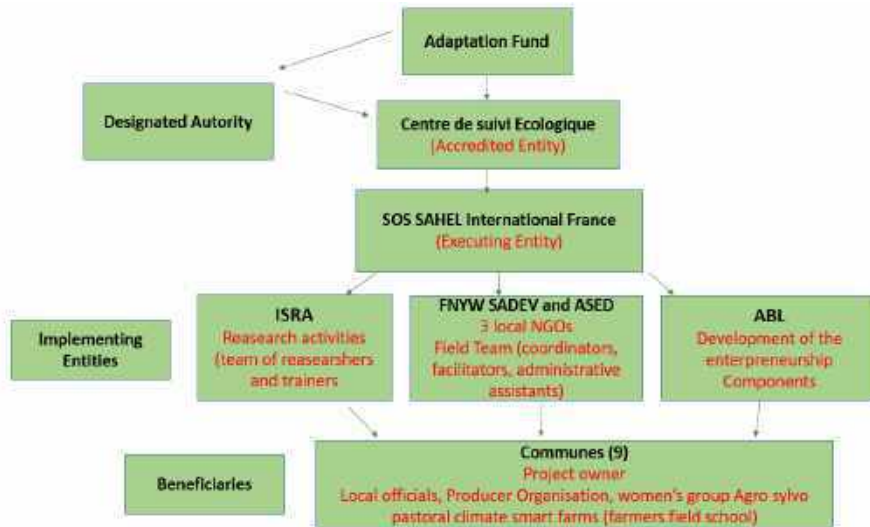 Adaptation Fund
Designated Autority
Centre de suivi Ecologique
(Accredited Entity)
SOS SAHEL International France
(Executing Entity)
Implementing
Entities
ISRA
Reasearch activities
(team of reasearshers
and trainers
FNYW SADEV and ASED
3 local NGOs
Field Team (coordinators,
facilitators, administrative
assistants)
ABL
Development of the
enterpreneurship
Components
Beneficiaries
Communes (9)
Project owner
Local officials, Producer Organisation, women's group Agro sylvo
pastoral climate smart farms (farmers field school)